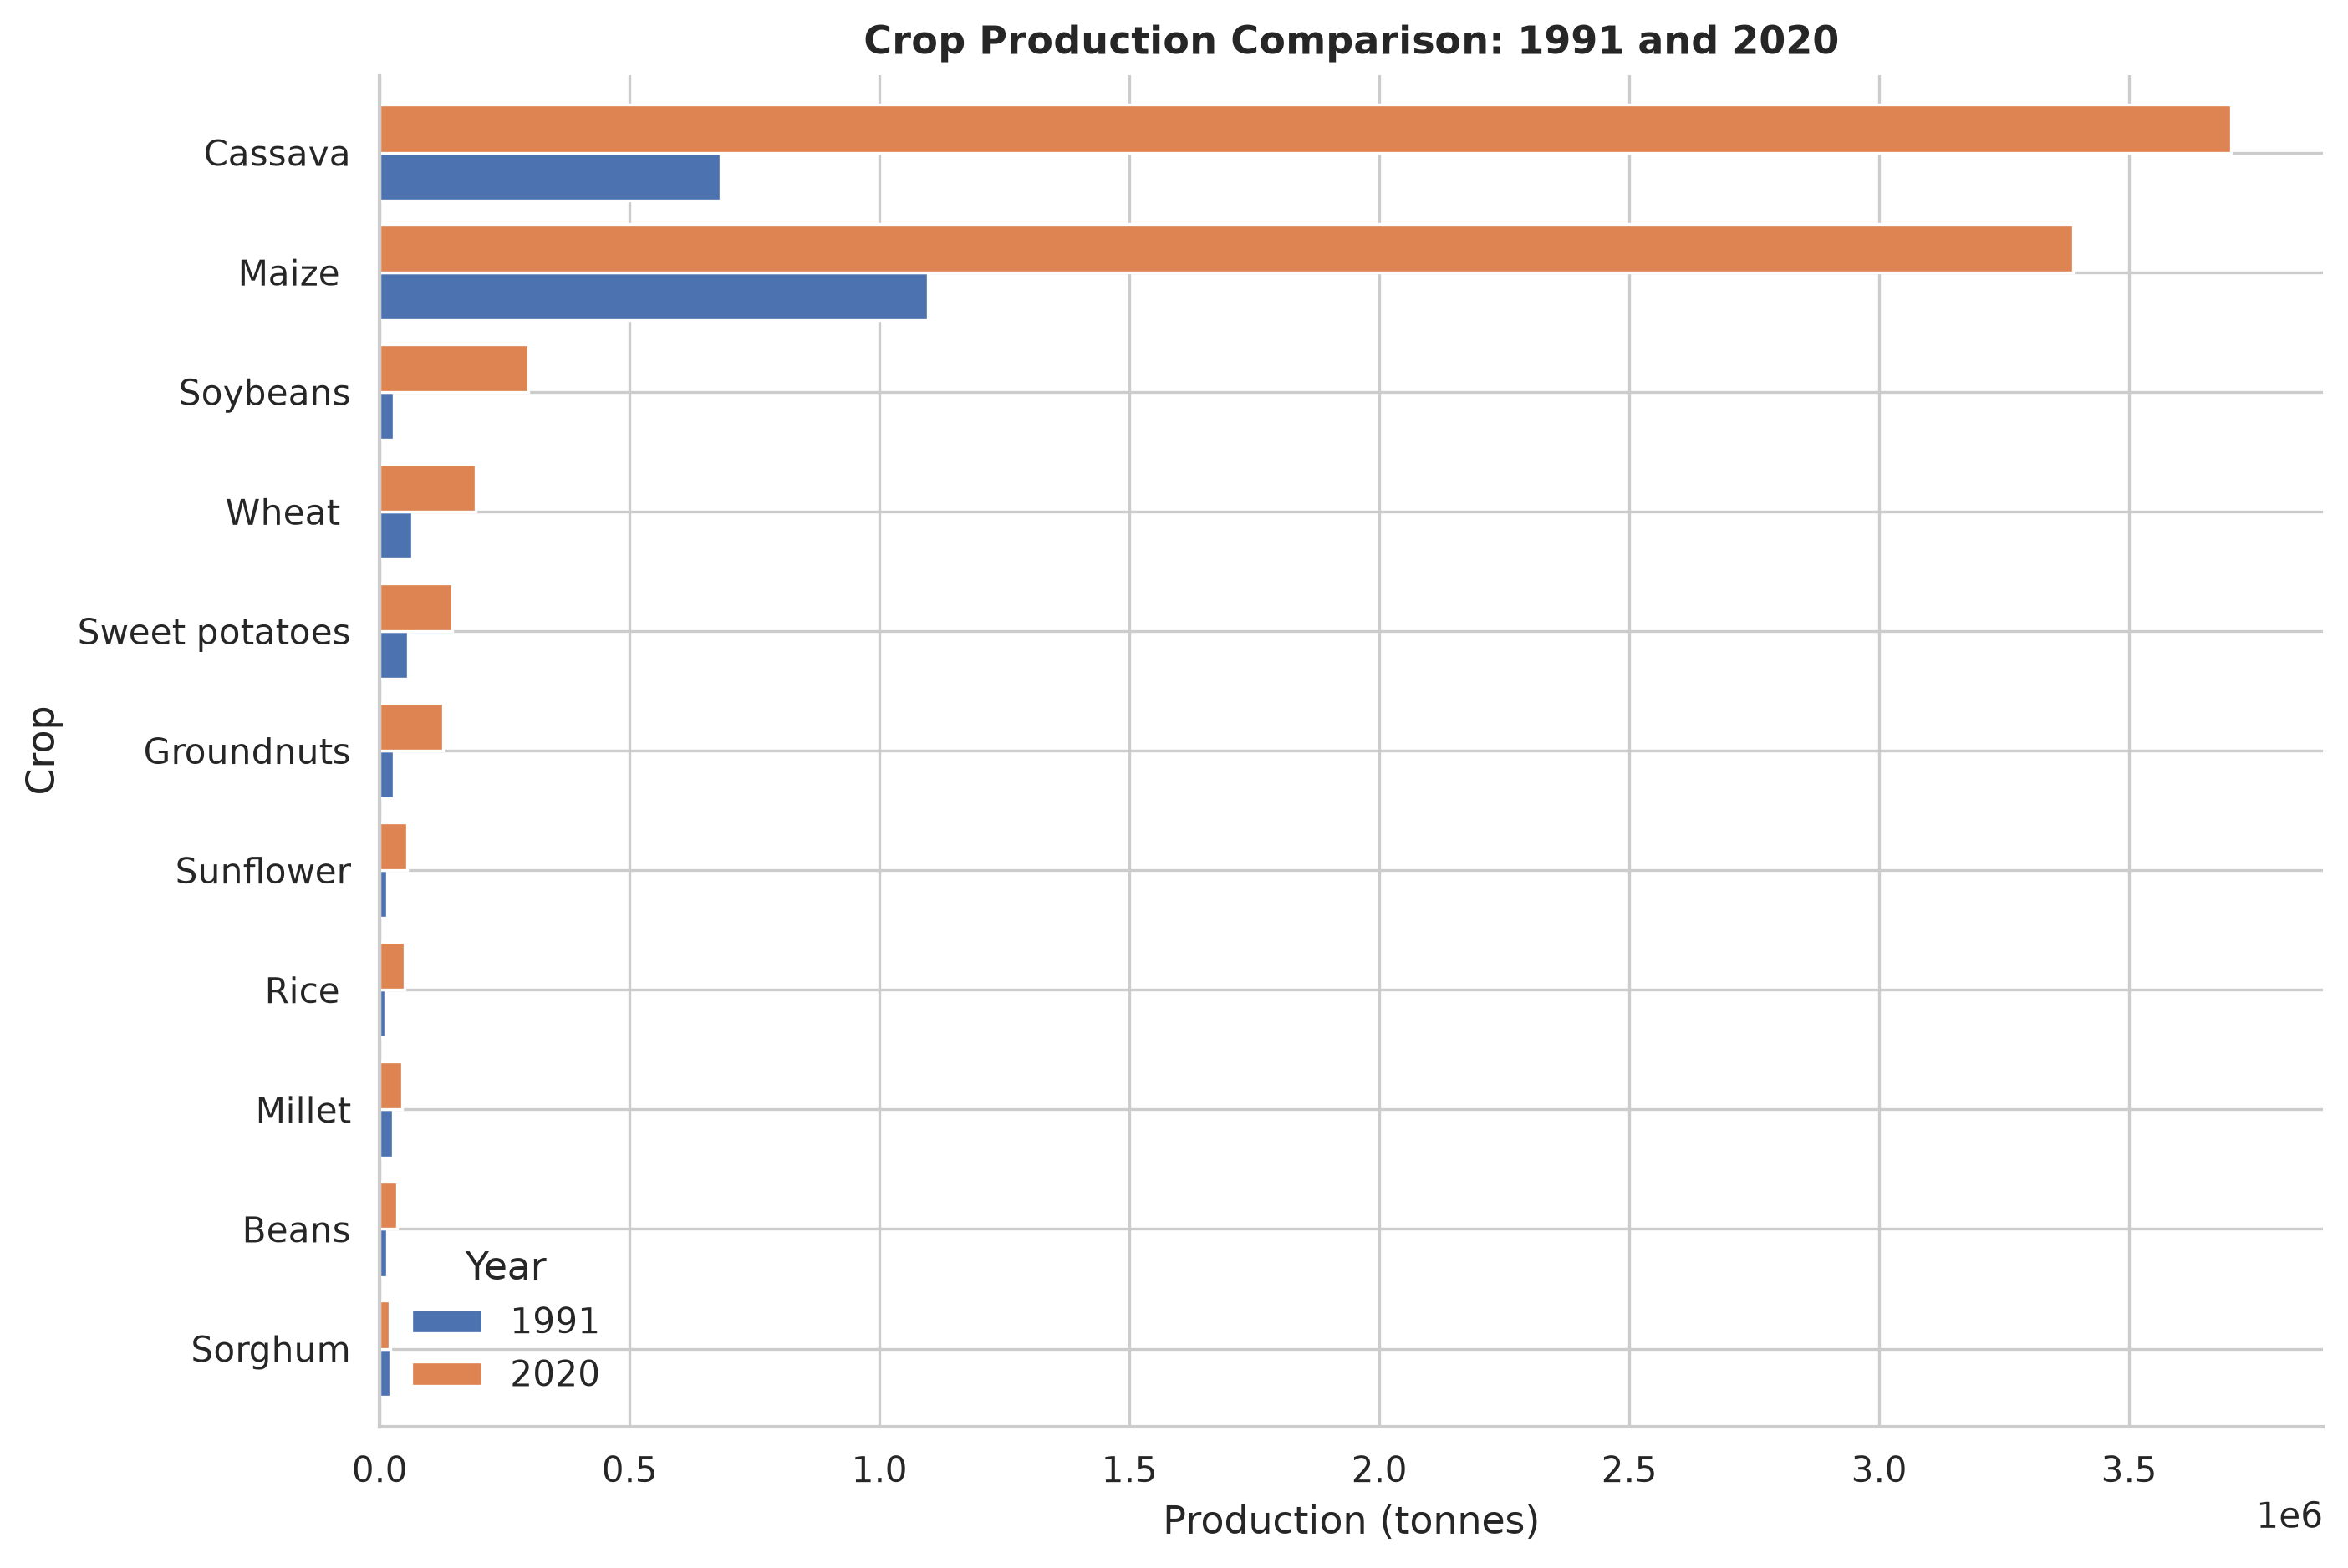 Crop Production Comparison: 1991 and 2020
Crop
Cassava
Maize
Soybeans
Wheat
Sweet potatoes
Groundnuts
Sunflower
Rice
Millet
Beans
Sorghum
Year
1991
2020
0.0 0.5 1.0 1.5 2.0 2.5 3.0 3.5
1e6
Production (tonnes)